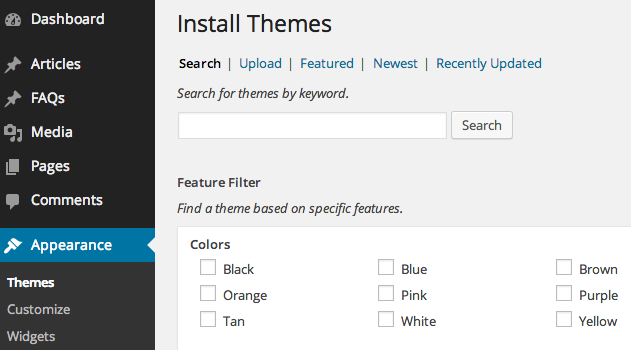 Dashboard
Articles
FAQs
Media
Pages
Comments
Appearance
Themes
Customize
Widgets
Install Themes
Search | Upload | Featured | Newest | Recently Updated
Search for themes by keyword.
Search
Feature Filter
Find a theme based on specific features.
Colors
Black Blue Brown
Orange Pink Purple
Tan White Yellow